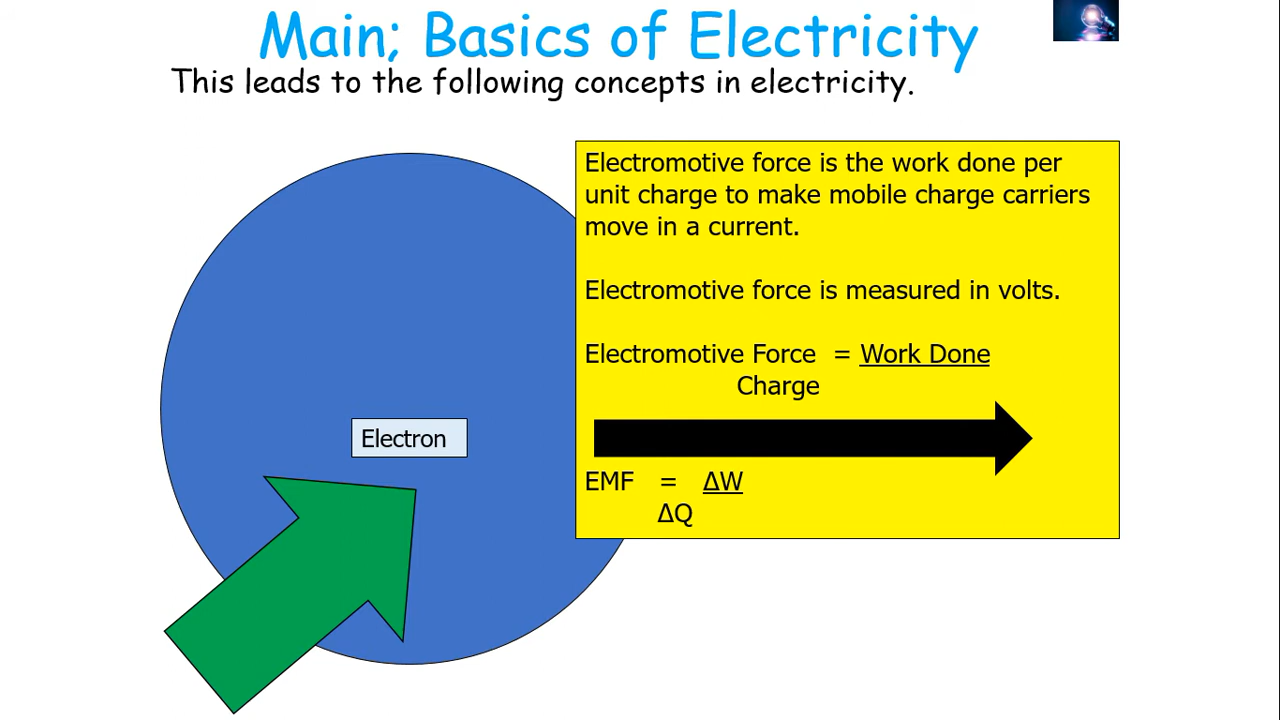 Main; Basics of Electricity
This leads to the following concepts in electricity.
Electromotive force is the work done per
unit charge to make mobile charge carriers
move in a current.
Electromotive force is measured in volts.
Electromotive Force = Work Done
Charge
Electron
EMF = ΔW
ΔQ